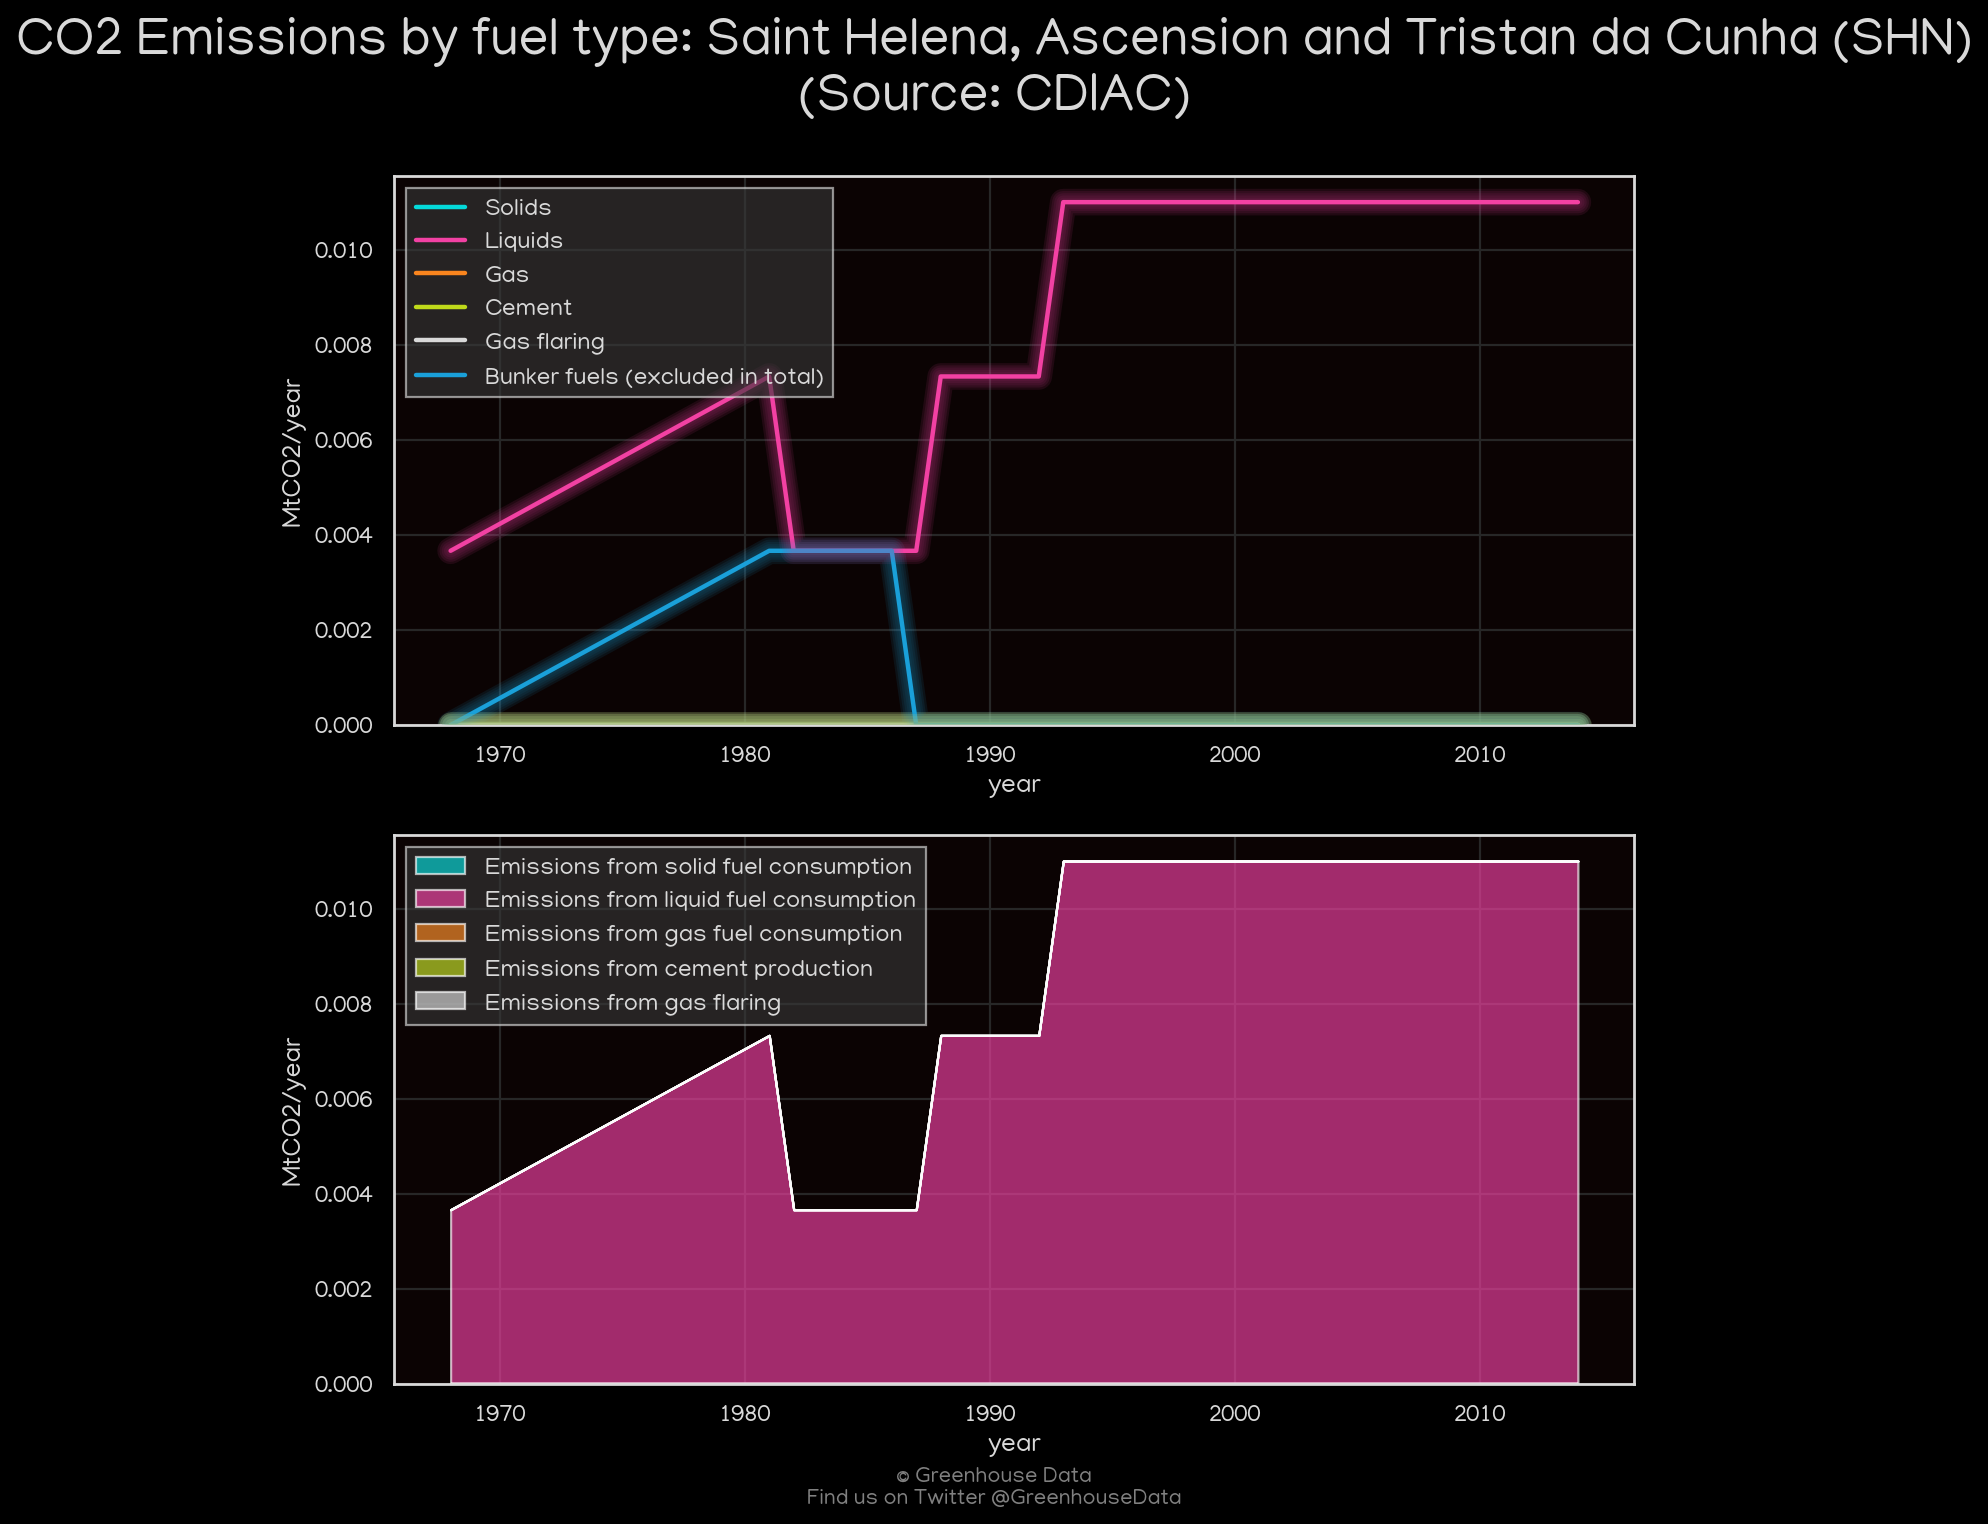 CO2 Emissions by fuel type: Saint Helena, Ascension and Tristan da Cunha (SHN)
(Source: CDIAC)
Solids
Liquids
Gas
Cement
Gas flaring
Bunker fuels (excluded in total)
0.010
0.008
0.006
0.004
0.002
0.000
MtCO2/year
1970 1980 1990 2000 2010
year
Emissions from solid fuel consumption
Emissions from liquid fuel consumption
Emissions from gas fuel consumption
Emissions from cement production
Emissions from gas flaring
0.010
0.008
0.006
0.004
0.002
0.000
MtCO2/year
1970 1980 1990 2000 2010
year
© Greenhouse Data
Find us on Twitter @GreenhouseData